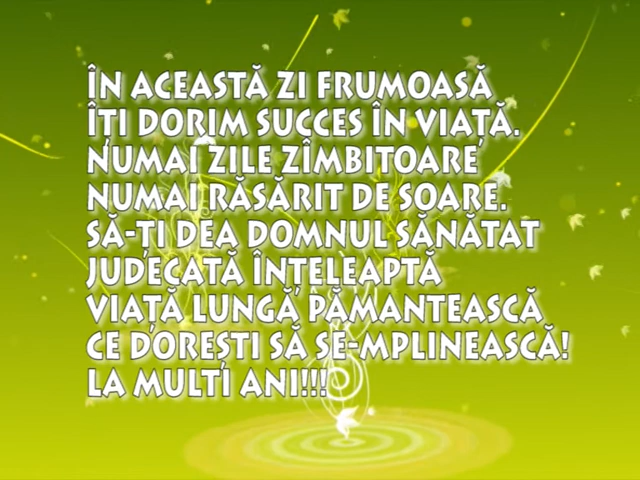 ÎN ACEASTĂ ZI FRUMOASĂ
ÎȚI DORIM SUCCES ÎN VIAȚĂ.
NUMAI ZILE ZÎMBITOARE
NUMAI RĂSĂRIT DE SOARE.
SĂ-ȚI DEA DOMNUL SĂNĂTAT
JUDECATĂ ÎNȚELEAPTĂ
VIAȚĂ LUNGĂ PĂMANTEASCĂ
CE DOREȘTI SĂ SE-MPLINEASCĂ!
LA MULȚI ANI!!!